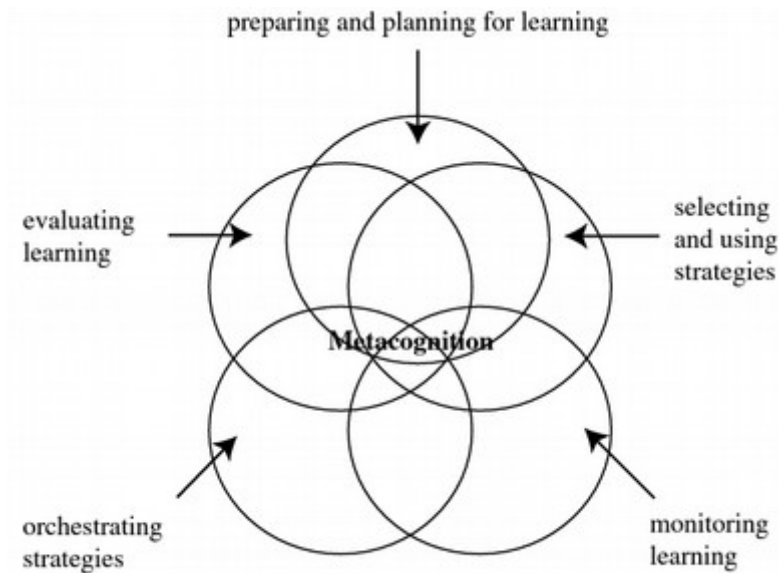 preparing and planning for learning
evaluating
learning
selecting
and using
strategies
Metacognition
orchestrating
strategies
monitoring
learning